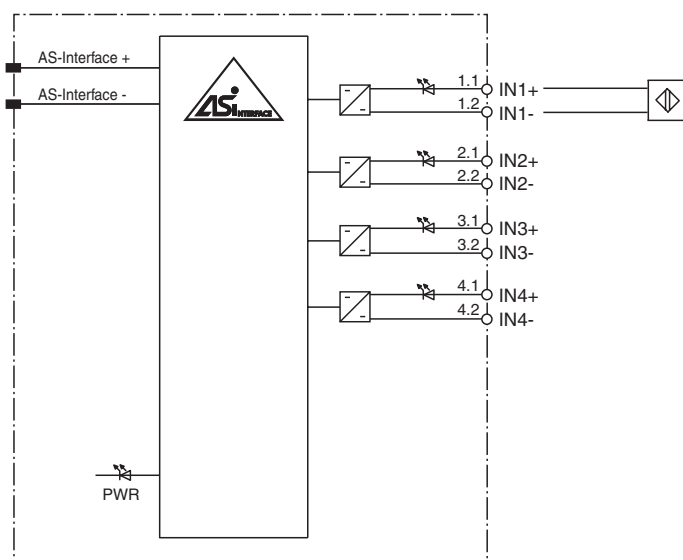 AS-Interface +
AS-Interface -
ASi INTERFACE
1.1 IN1+
1.2 IN1-
2.1 IN2+
2.2 IN2-
3.1 IN3+
3.2 IN3-
4.1 IN4+
4.2 IN4-
PWR